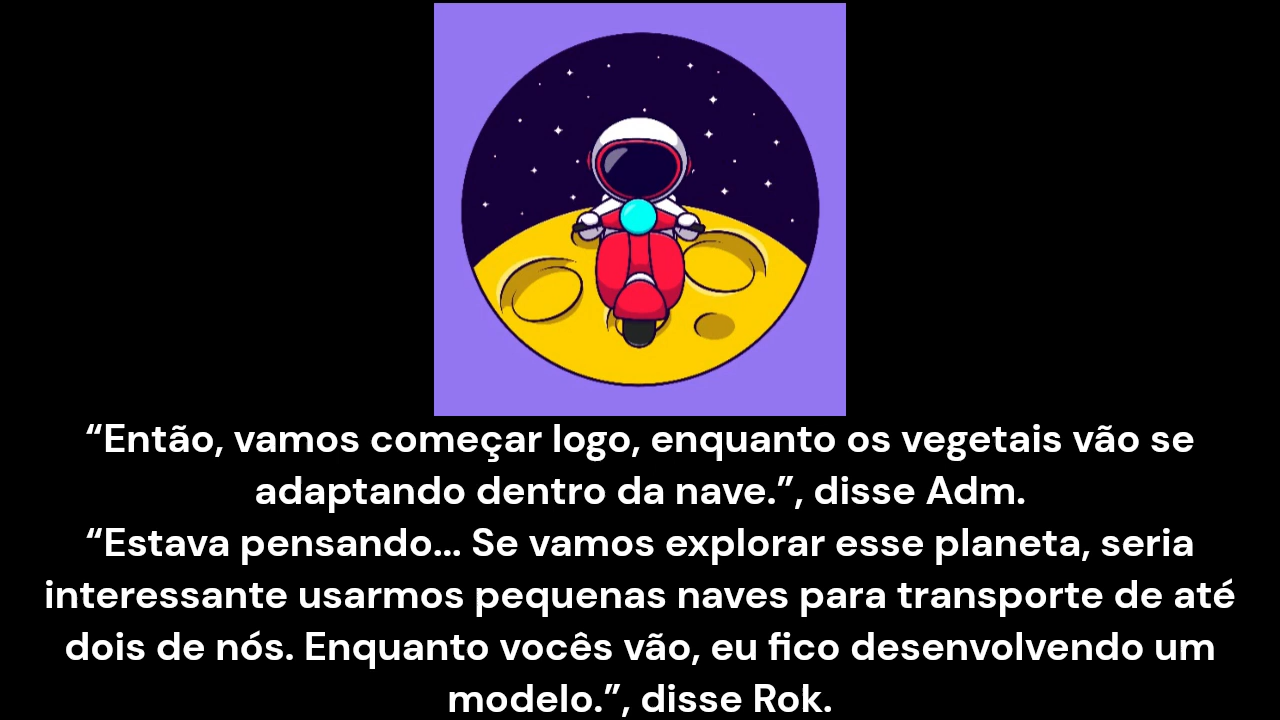 “Então, vamos começar logo, enquanto os vegetais vão se
adaptando dentro da nave.”, disse Adm.
“Estava pensando... Se vamos explorar esse planeta, seria
interessante usarmos pequenas naves para transporte de até
dois de nós. Enquanto vocês vão, eu fico desenvolvendo um
modelo.”, disse Rok.